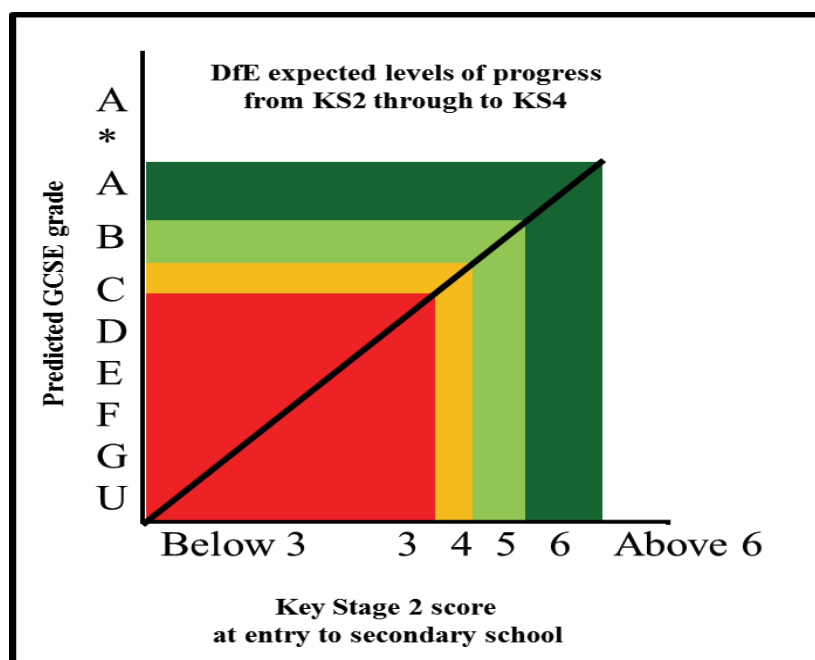 DfE expected levels of progress
from KS2 through to KS4
Predicted GCSE grade
A
*
A
B
C
D
E
F
G
U
Below 3 3 4 5 6 Above 6
Key Stage 2 score
at entry to secondary school